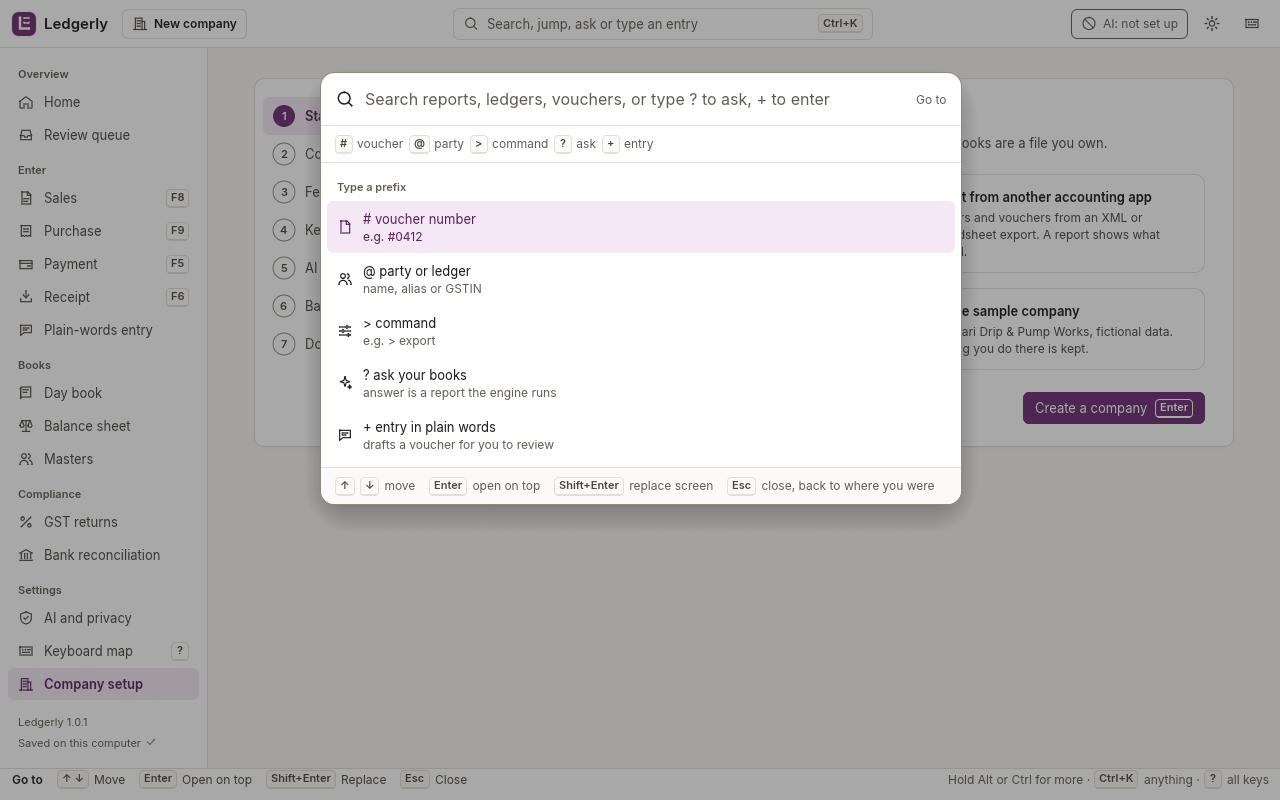 Ledgerly
New company
Search, jump, ask or type an entry
Ctrl+K
AI: not set up
Overview
Home
Review queue
Enter
Sales F8
Purchase F9
Payment F5
Receipt F6
Plain-words entry
Books
Day book
Balance sheet
Masters
Compliance
GST returns
Bank reconciliation
Settings
AI and privacy
Keyboard map ?
Company setup
Ledgerly 1.0.1
Saved on this computer
1
2
3
4
5 AI
6
7
Search reports, ledgers, vouchers, or type ? to ask, + to enter
Go to
# voucher @ party > command ? ask + entry
Type a prefix
# voucher number
e.g. #0412
@ party or ledger
name, alias or GSTIN
> command
e.g. > export
? ask your books
answer is a report the engine runs
+ entry in plain words
drafts a voucher for you to review
↑ ↓ move Enter open on top Shift+Enter replace screen Esc close, back to where you were
are a file you own.
from another accounting app
and vouchers from an XML or
export. A report shows what
sample company
Drip & Pump Works, fictional data.
you do there is kept.
Create a company Enter
Go to ↑ ↓ Move Enter Open on top Shift+Enter Replace Esc Close
Hold Alt or Ctrl for more · Ctrl+K anything · ? all keys